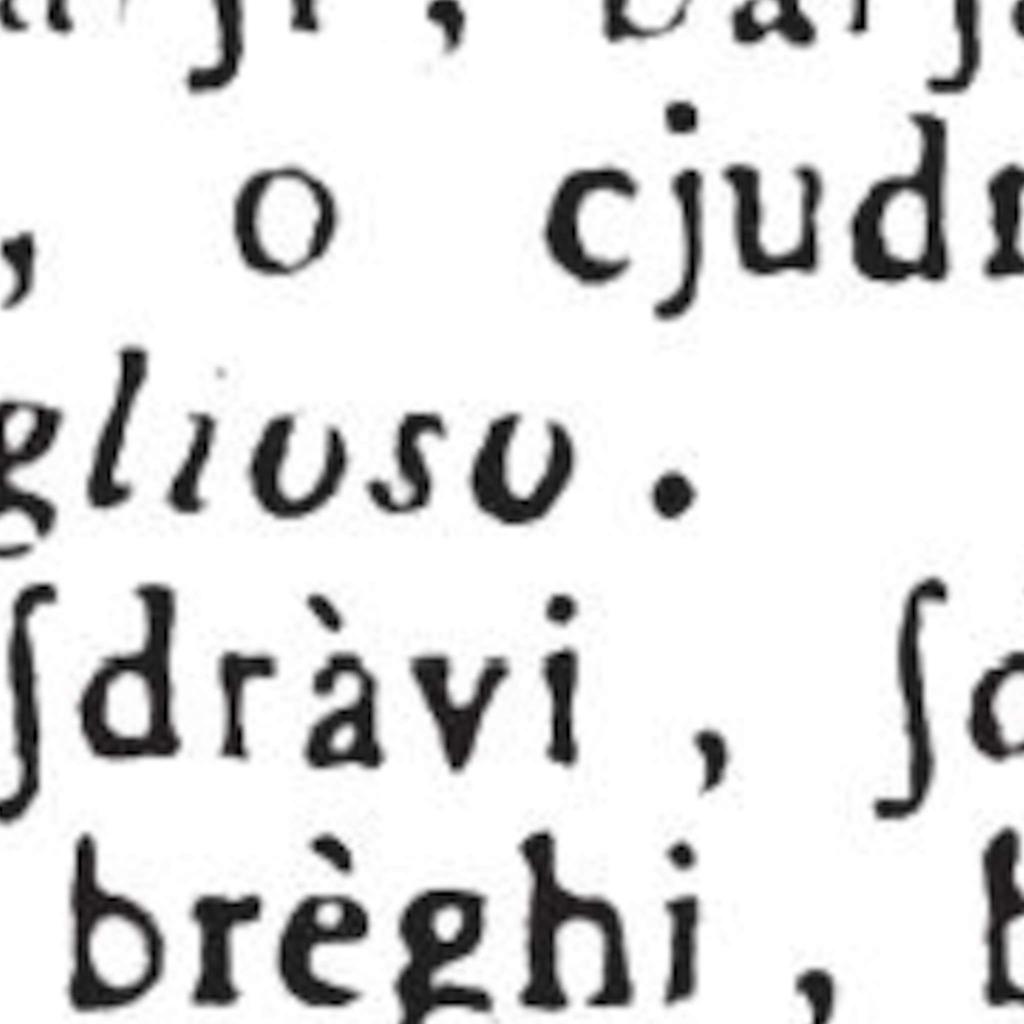 , o cjud
glioso .
ſdràvi , ſ
brèghi , b